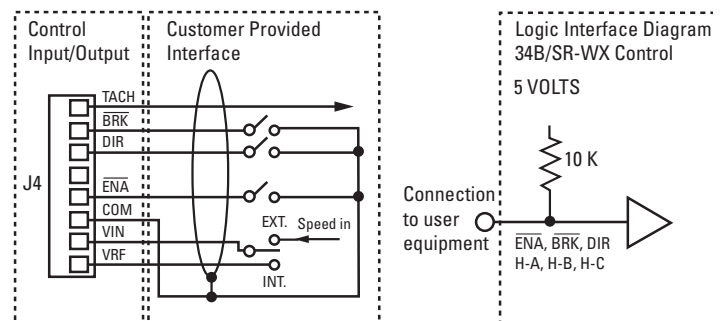 Control
Input/Output
Customer Provided
Interface
TACH
BRK
DIR
J4
ENA
COM
VIN
VRF
EXT.
Speed in
INT.
Logic Interface Diagram
34B/SR-WX Control
5 VOLTS
10 K
Connection
to user
equipment
ENA, BRK, DIR
H-A, H-B, H-C